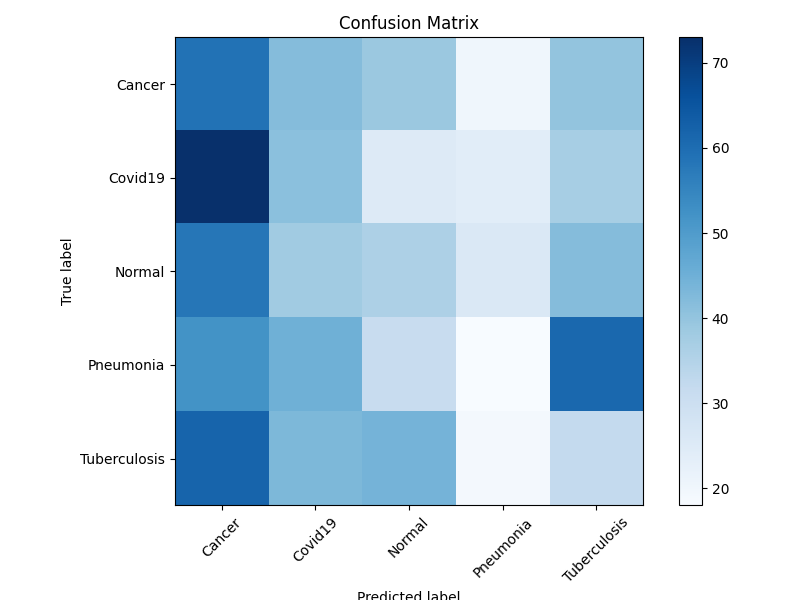 Confusion Matrix
Cancer
Covid19
Normal
Pneumonia
Tuberculosis
True label
Cancer
Covid19
Normal
Pneumonia
Tuberculosis
Predicted label
70
60
50
40
30
20